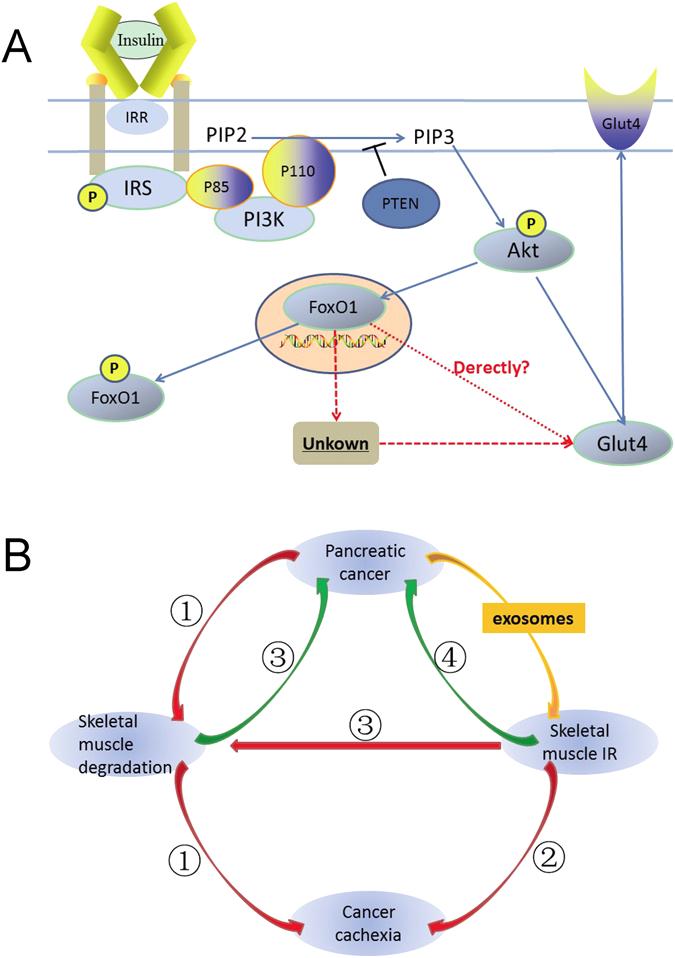 A
Insulin
IRR
Glut4
PIP2
PIP3
P
IRS
P85
P110
PI3K
PTEN
P
Akt
FoxO1
P
FoxO1
Derectly?
Unkown
Glut4
B
Pancreatic
cancer
①
③
④
exosomes
Skeletal
muscle
degradation
③
Skeletal
muscle IR
①
②
Cancer
cachexia